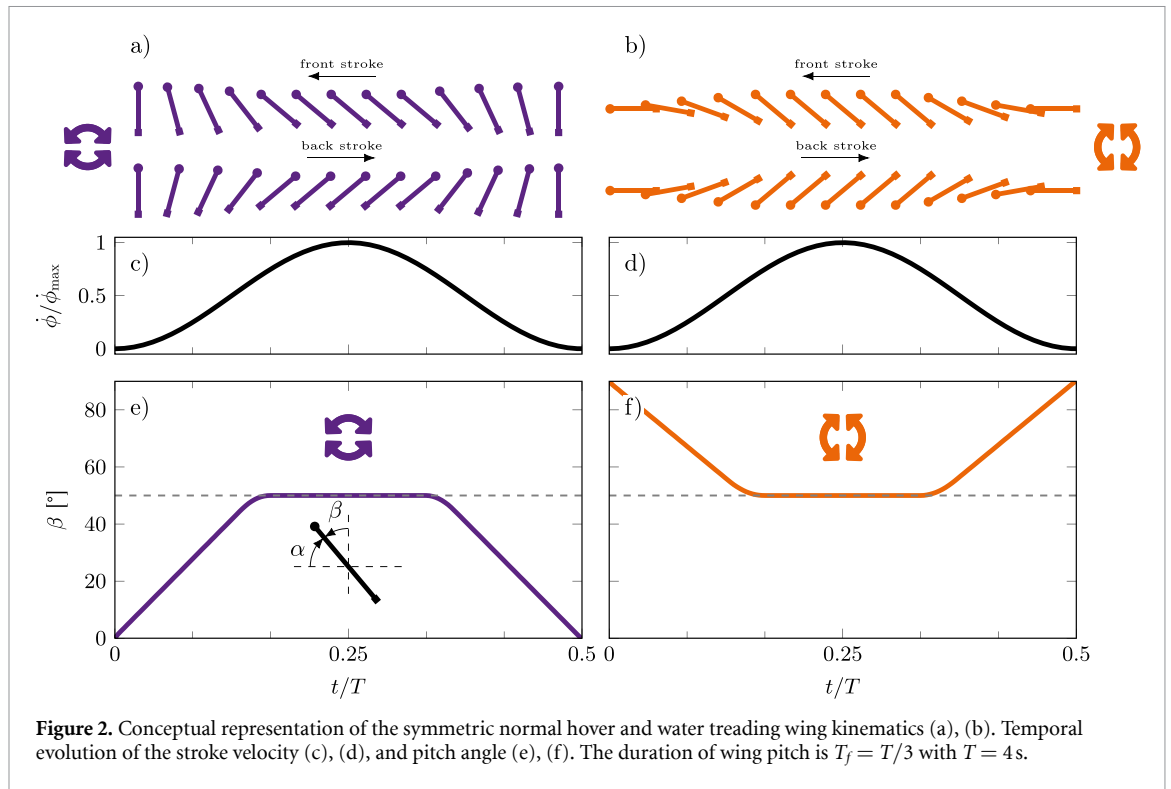 a)
b)
front stroke
front stroke
back stroke
back stroke
c)
d)
1
0.5
0
ϕ̇/ϕ̇max
e)
f)
80
60
40
20
0
β [°]
β
α
0
0.25
0.5
0
0.25
0.5
t/T
t/T
Figure 2. Conceptual representation of the symmetric normal hover and water treading wing kinematics (a), (b). Temporal
evolution of the stroke velocity (c), (d), and pitch angle (e), (f). The duration of wing pitch is Tf = T/3 with T = 4 s.